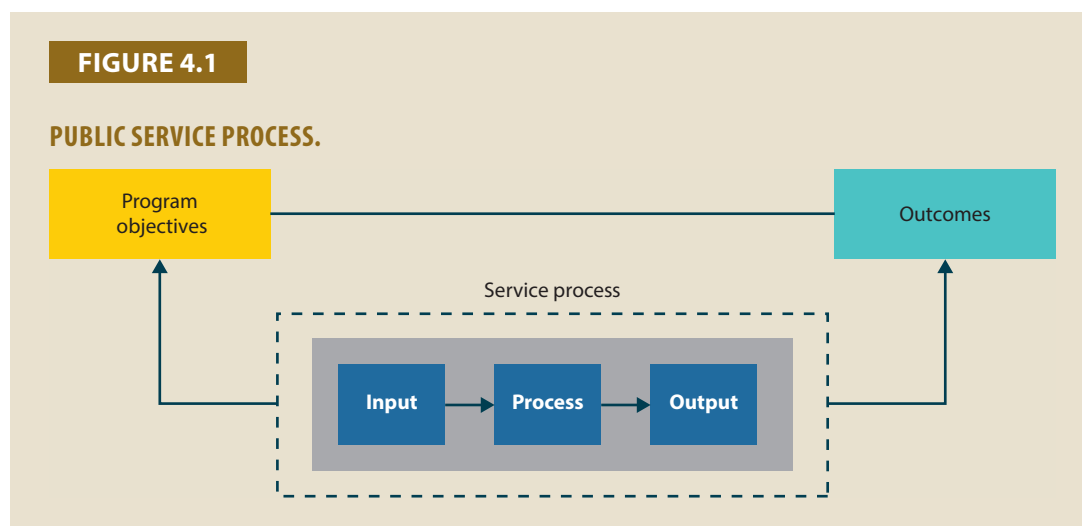 FIGURE 4.1
PUBLIC SERVICE PROCESS.
Program
objectives
Outcomes
Service process
Input
Process
Output